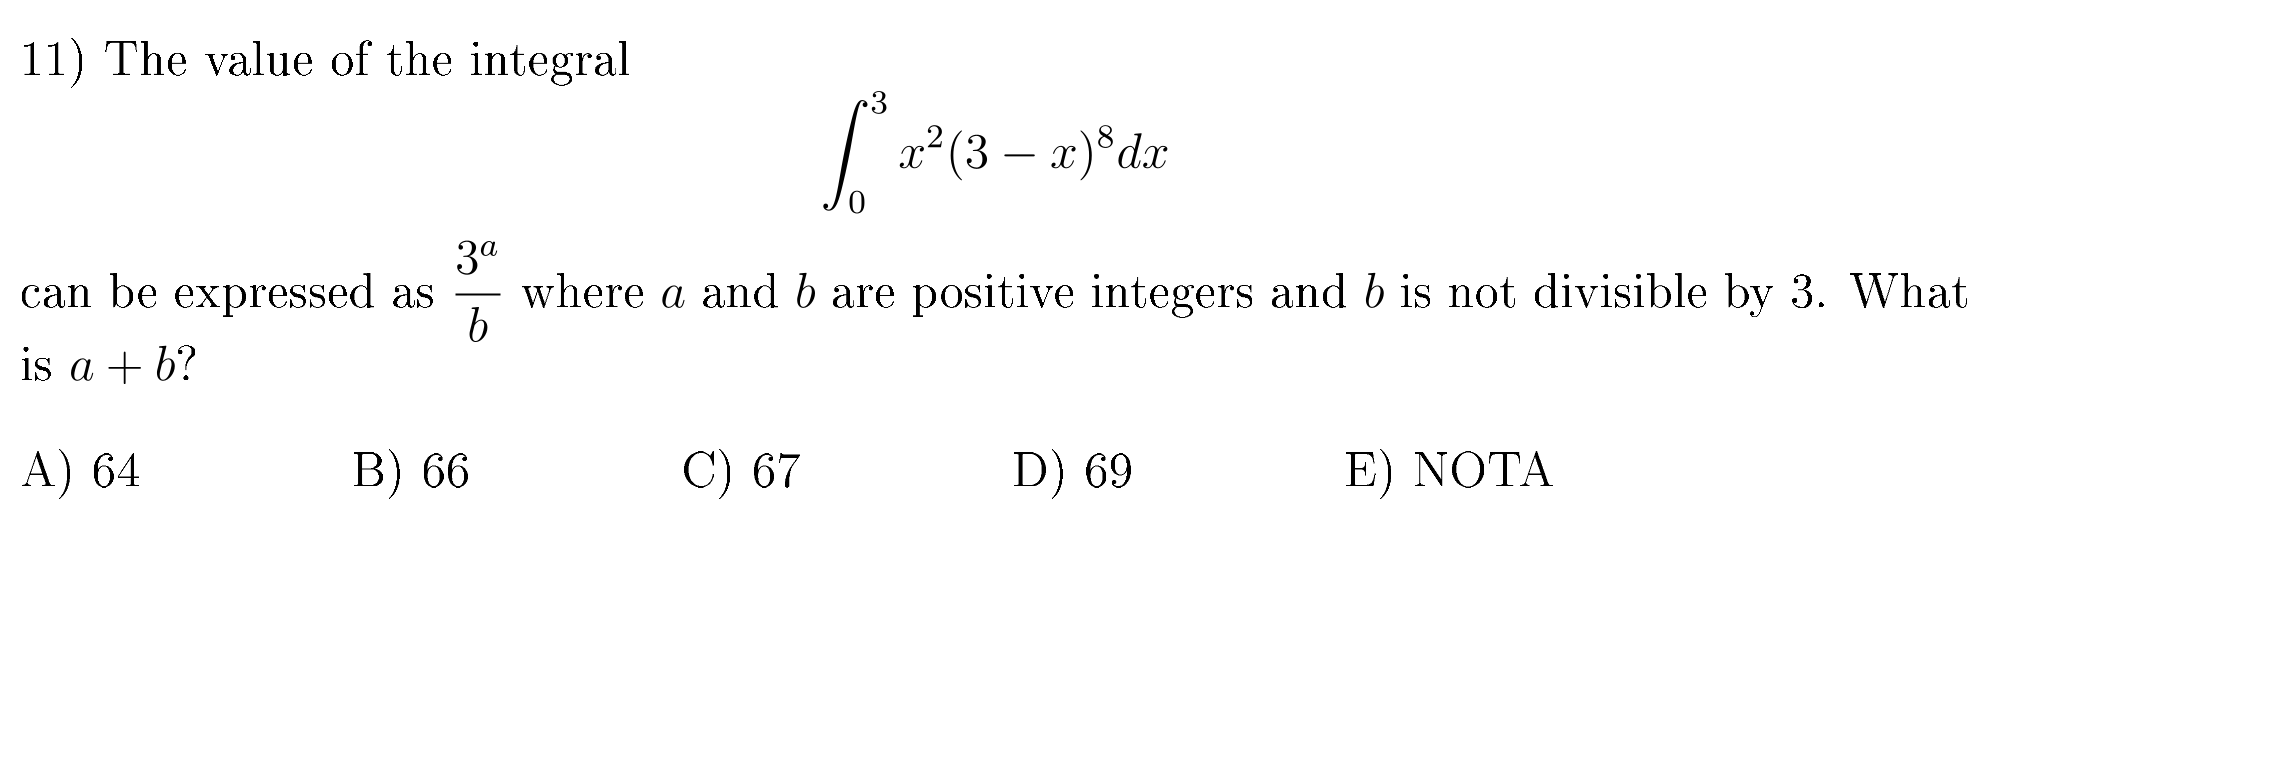 11) The value of the integral
$$\int_0^3 x^2(3-x)^8 dx$$
can be expressed as $\dfrac{3^a}{b}$ where $a$ and $b$ are positive integers and $b$ is not divisible by 3. What
is $a + b$?
A) 64 B) 66 C) 67 D) 69 E) NOTA